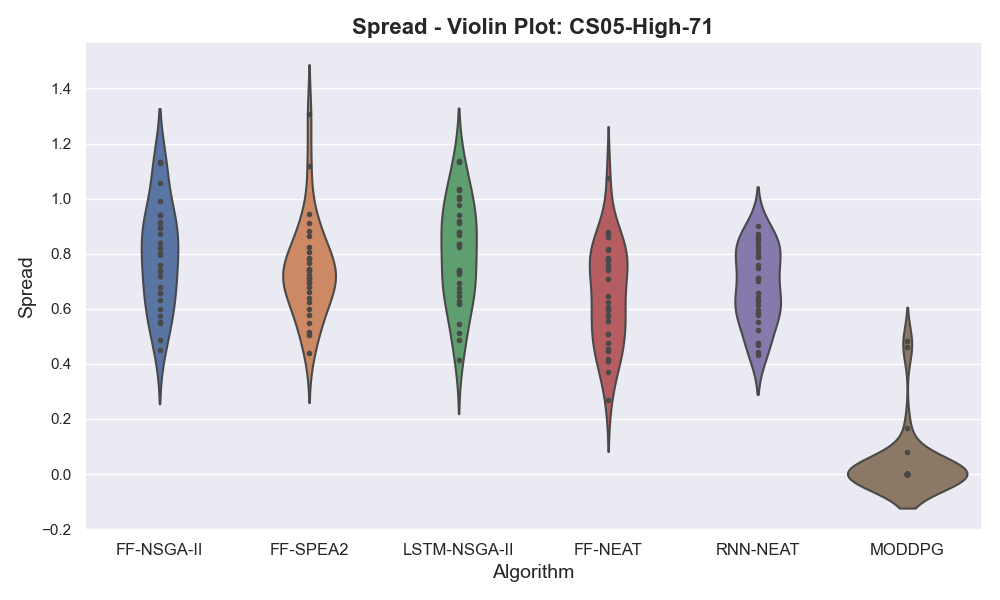 Spread - Violin Plot: CS05-High-71
Spread
1.4
1.2
1.0
0.8
0.6
0.4
0.2
0.0
−0.2
FF-NSGA-II FF-SPEA2 LSTM-NSGA-II FF-NEAT RNN-NEAT MODDPG
Algorithm